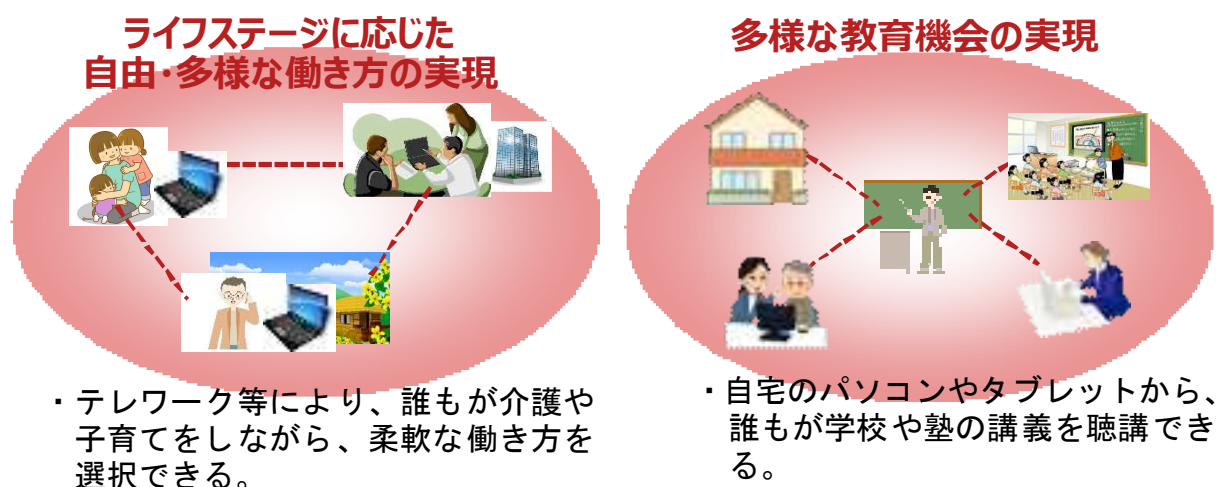 ライフステージに応じた
自由・多様な働き方の実現
・テレワーク等により、誰もが介護や
子育てをしながら、柔軟な働き方を
選択できる。
多様な教育機会の実現
・自宅のパソコンやタブレットから、
誰もが学校や塾の講義を聴講でき
る。